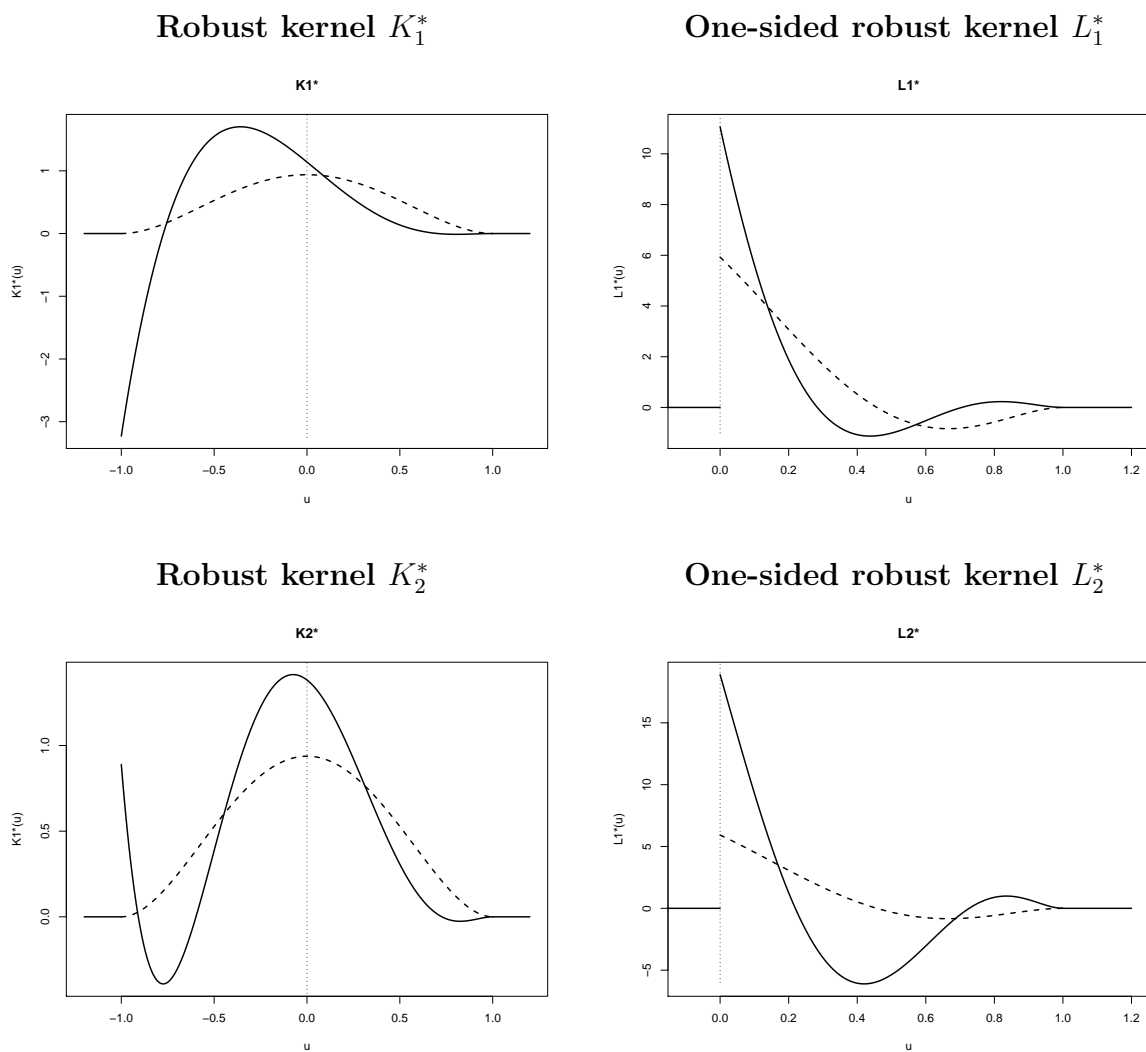 Robust kernel K₁*
One-sided robust kernel L₁*
K1*
L1*
K1*(u)
1
0
−1
−2
−3
−1.0 −0.5 0.0 0.5 1.0
u
L1*(u)
10
8
6
4
2
0
0.0 0.2 0.4 0.6 0.8 1.0 1.2
u
Robust kernel K₂*
One-sided robust kernel L₂*
K2*
L2*
K1*(u)
1.0
0.5
0.0
−1.0 −0.5 0.0 0.5 1.0
u
L1*(u)
15
10
5
0
−5
0.0 0.2 0.4 0.6 0.8 1.0 1.2
u